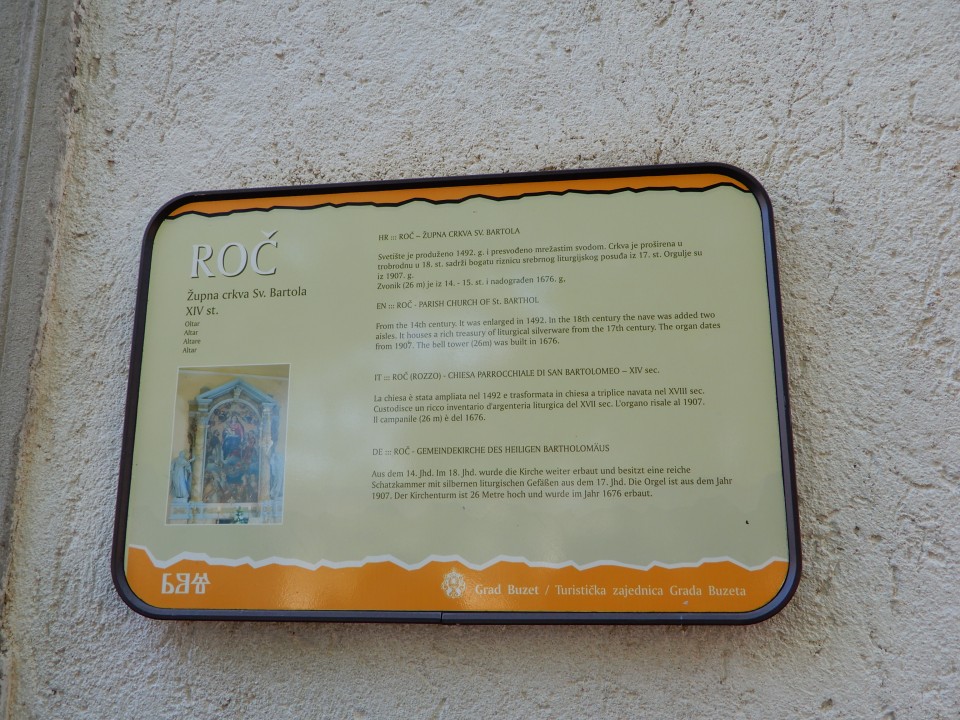 ROČ
Župna crkva Sv. Bartola
XIV st.
Oltar
Altar
Altare
Altar
HR ::: ROČ – ŽUPNA CRKVA SV. BARTOLA
Svetište je produženo 1492. g. i presvođeno mrežastim svodom. Crkva je proširena u
trobrodnu u 18. st. sadrži bogatu riznicu srebrnog liturgijskog posuđa iz 17. st. Orgulje su
iz 1907. g.
Zvonik (26 m) je iz 14. - 15. st. i nadograđen 1676. g.
EN ::: ROČ - PARISH CHURCH OF St. BARTHOL
From the 14th century. It was enlarged in 1492. In the 18th century the nave was added two
aisles. It houses a rich treasury of liturgical silverware from the 17th century. The organ dates
from 1907. The bell tower (26m) was built in 1676.
IT ::: ROČ (ROZZO) - CHIESA PARROCCHIALE DI SAN BARTOLOMEO – XIV sec.
La chiesa è stata ampliata nel 1492 e trasformata in chiesa a triplice navata nel XVIII sec.
Custodisce un ricco inventario d'argenteria liturgica del XVII sec. L'organo risale al 1907.
Il campanile (26 m) è del 1676.
DE ::: ROČ - GEMEINDEKIRCHE DES HEILIGEN BARTHOLOMÄUS
Aus dem 14. Jhd. Im 18. Jhd. wurde die Kirche weiter erbaut und besitzt eine reiche
Schatzkammer mit silbernen liturgischen Gefäßen aus dem 17. Jhd. Die Orgel ist aus dem Jahr
1907. Der Kirchenturm ist 26 Metre hoch und wurde im Jahr 1676 erbaut.
Grad Buzet / Turistička zajednica Grada Buzeta